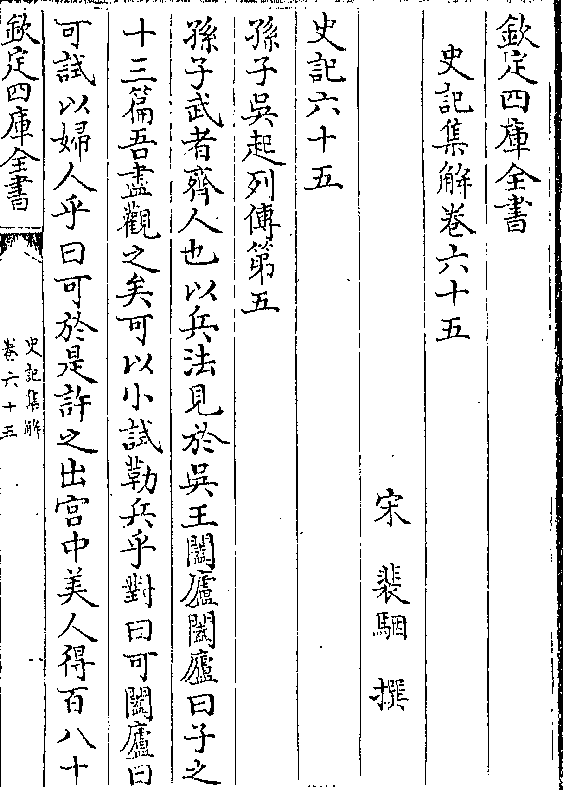 欽定四庫全書
史記集解卷六十五
宋 裴駰 撰
史記六十五
孫子吳起列傳第五
孫子武者齊人也以兵法見於吳王闔廬闔廬曰子之
十三篇吾盡觀之矣可以小試勒兵乎對曰可闔廬曰
可試以婦人乎曰可於是許之出宮中美人得百八十
欽定四庫全書
史記集解
卷六十五